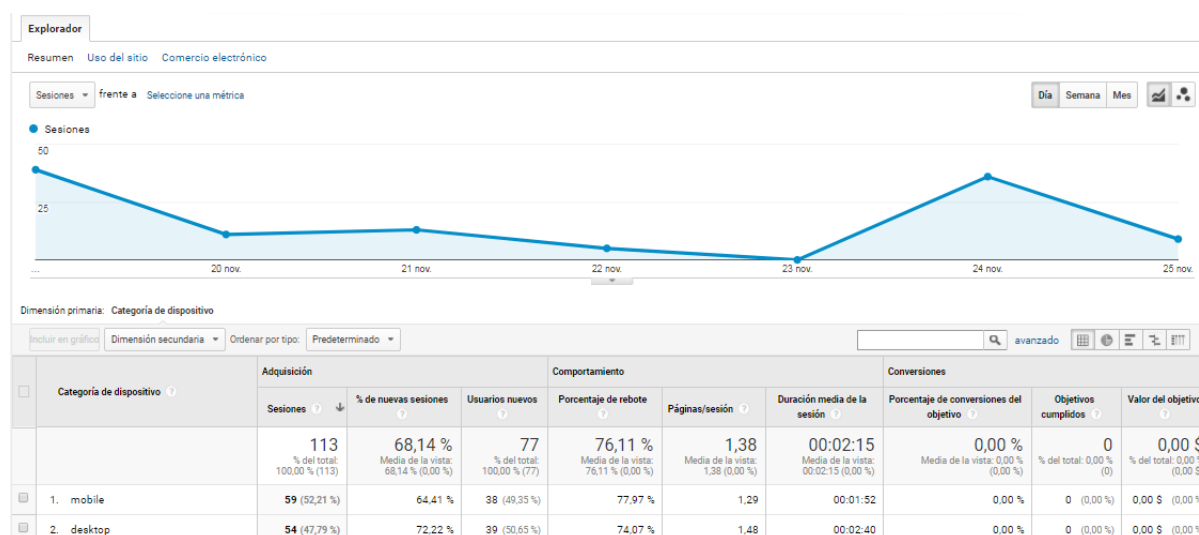 Explorador
Resumen Uso del sitio Comercio electrónico
Sesiones frente a Seleccione una métrica Día Semana Mes
Sesiones
50
25
... 20 nov. 21 nov. 22 nov. 23 nov. 24 nov. 25 nov.
Dimensión primaria: Categoría de dispositivo
Incluir en gráfico Dimensión secundaria Ordenar por tipo: Predeterminado avanzado
Adquisición Comportamiento Conversiones
Categoría de dispositivo ? Sesiones ? % de nuevas sesiones ? Usuarios nuevos ? Porcentaje de rebote ? Páginas/sesión ? Duración media de la sesión ? Porcentaje de conversiones del objetivo ? Objetivos cumplidos ? Valor del objetivo ?
113 68,14 % 77 76,11 % 1,38 00:02:15 0,00 % 0 0,00 $
% del total: Media de la vista: % del total: Media de la vista: Media de la vista: Media de la vista: Media de la vista: 0,00 % % del total: 0,00 % % del total: 0,00 %
100,00 % (113) 68,14 % (0,00 %) 100,00 % (77) 76,11 % (0,00 %) 1,38 (0,00 %) 00:02:15 (0,00 %) (0,00 %) (0) (0,00 $
1. mobile 59 (52,21 %) 64,41 % 38 (49,35 %) 77,97 % 1,29 00:01:52 0,00 % 0 (0,00 %) 0,00 $ (0,00 %
2. desktop 54 (47,79 %) 72,22 % 39 (50,65 %) 74,07 % 1,48 00:02:40 0,00 % 0 (0,00 %) 0,00 $ (0,00 %